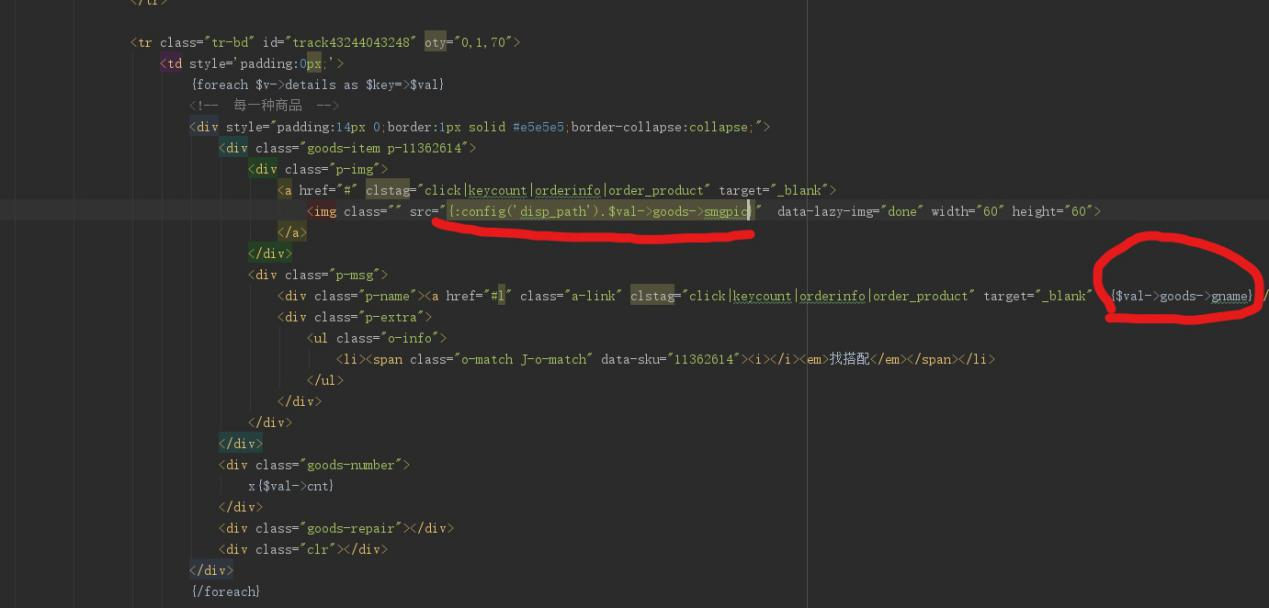 </tr>
<tr class="tr-bd" id="track43244043248" oty="0,1,70">
<td style='padding:0px;'>
{foreach $v->details as $key=>$val}
<!-- 每一种商品 -->
<div style="padding:14px 0;border:1px solid #e5e5e5;border-collapse:collapse;">
<div class="goods-item p-11362614">
<div class="p-img">
<a href="#" clstag="click|keycount|orderinfo|order_product" target="_blank">
<img class="" src="{:config('disp_path').$val->goods->smgpic}" data-lazy-img="done" width="60" height="60">
</a>
</div>
<div class="p-msg">
<div class="p-name"><a href="#1" class="a-link" clstag="click|keycount|orderinfo|order_product" target="_blank" {$val->goods->gname}
<div class="p-extra">
<ul class="o-info">
<li><span class="o-match J-o-match" data-sku="11362614"><i></i><em>找搭配</em></span></li>
</ul>
</div>
</div>
</div>
<div class="goods-number">
x{$val->cnt}
</div>
<div class="goods-repair"></div>
<div class="clr"></div>
</div>
{/foreach}